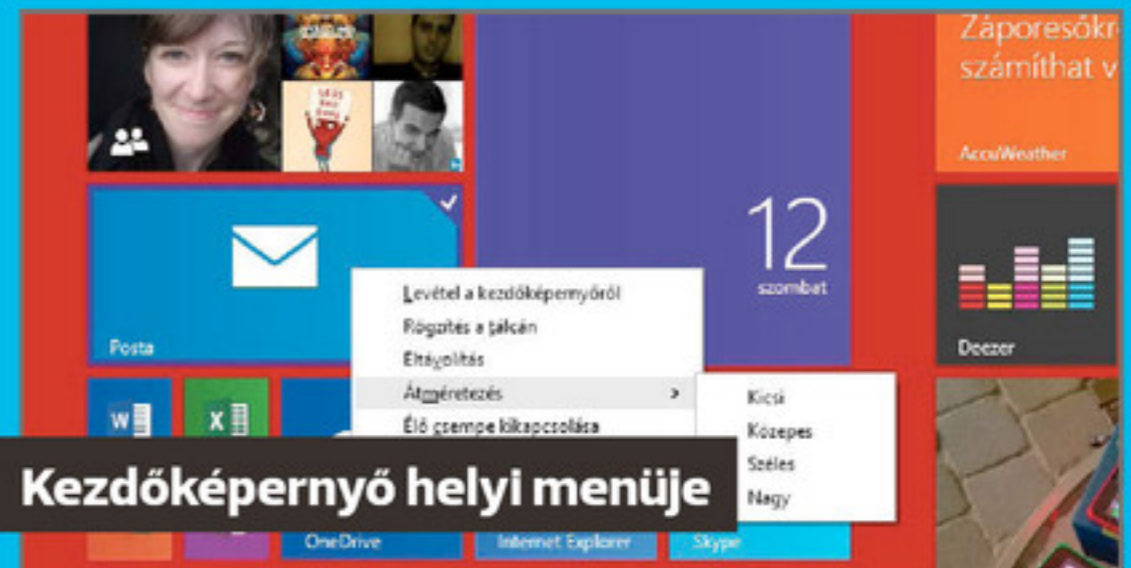 Záporesőkr
számíthat v
AccuWeather
12
szombat
Posta
Deezer
Levétel a kezdőképernyőről
Rögzítés a tálcán
Eltávolítás
Átméretezés
Élő csempe kikapcsolása
Kicsi
Közepes
Széles
Nagy
W
X
Kezdőképernyő helyi menüje
OneDrive
Internet Explorer
Skype